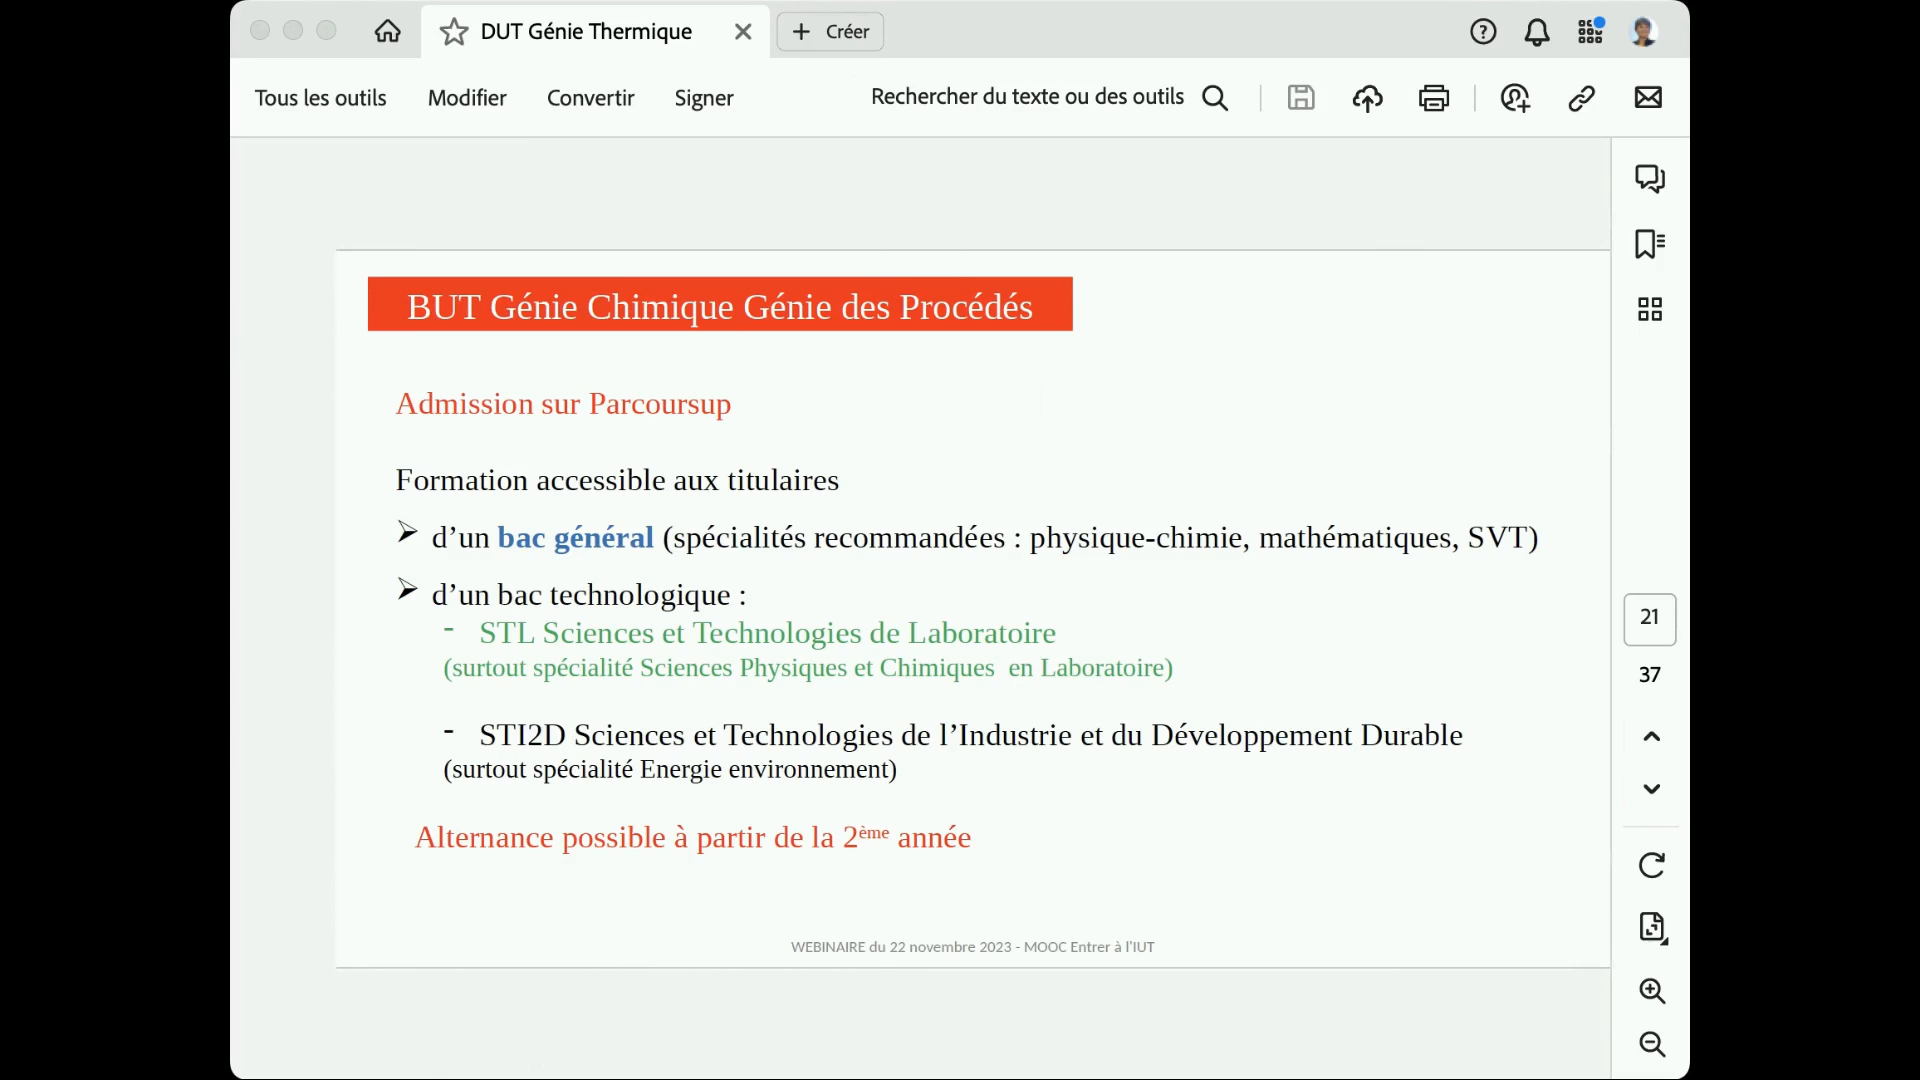 DUT Génie Thermique
Créer
Tous les outils Modifier Convertir Signer Rechercher du texte ou des outils
BUT Génie Chimique Génie des Procédés
Admission sur Parcoursup
Formation accessible aux titulaires
➢ d’un bac général (spécialités recommandées : physique-chimie, mathématiques, SVT)
➢ d’un bac technologique :
- STL Sciences et Technologies de Laboratoire
(surtout spécialité Sciences Physiques et Chimiques en Laboratoire)
- STI2D Sciences et Technologies de l’Industrie et du Développement Durable
(surtout spécialité Energie environnement)
Alternance possible à partir de la 2ème année
WEBINAIRE du 22 novembre 2023 - MOOC Entrer à l'IUT
21
37